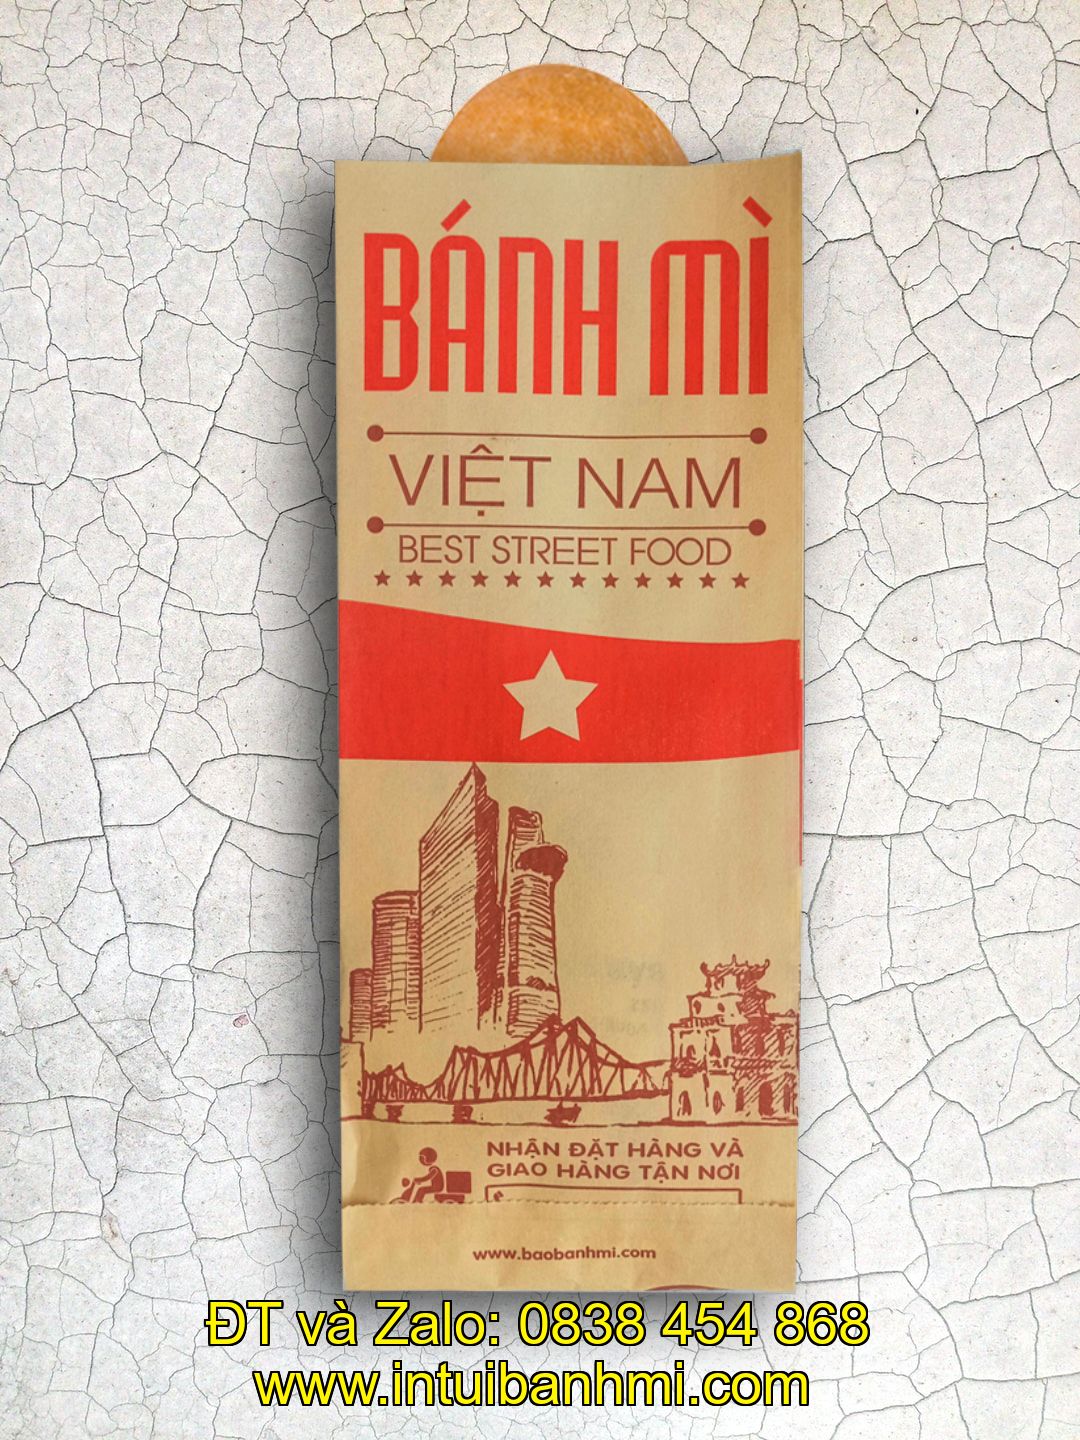 BÁNH MÌ
VIỆT NAM
BEST STREET FOOD
NHẬN ĐẶT HÀNG VÀ
GIAO HÀNG TẬN NƠI
www.baobanhmi.com
ĐT và Zalo: 0838 454 868
www.intuibanhmi.com